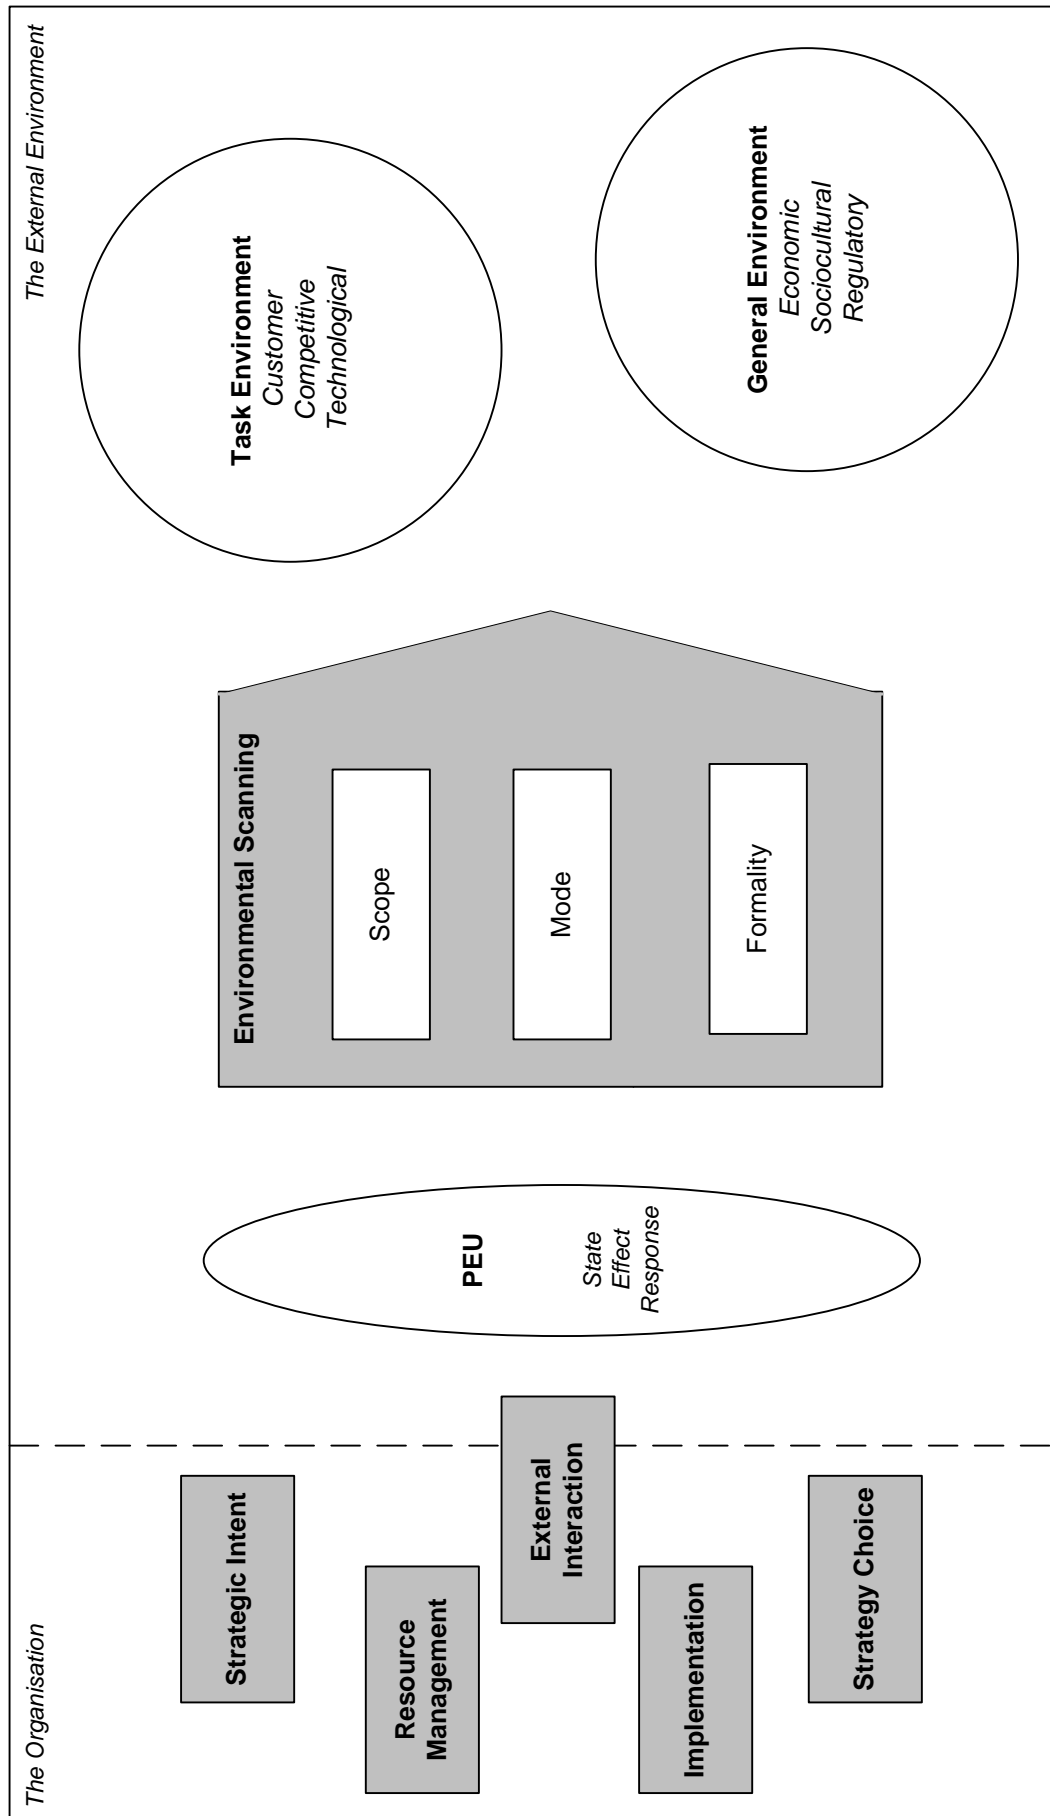 The Organisation
The External Environment
Strategic Intent
Resource
Management
External
Interaction
Implementation
Strategy Choice
PEU
State
Effect
Response
Environmental Scanning
Scope
Mode
Formality
Task Environment
Customer
Competitive
Technological
General Environment
Economic
Sociocultural
Regulatory